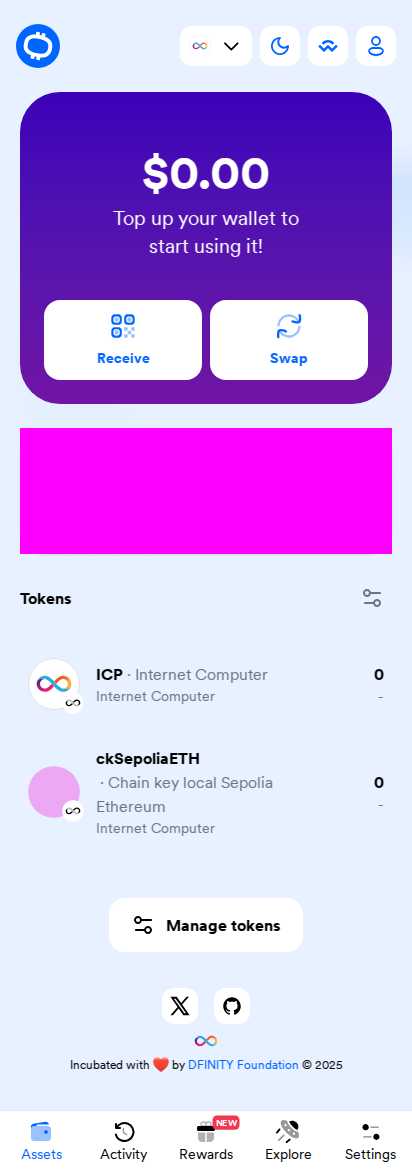 $0.00
Top up your wallet to
start using it!
Receive
Swap
Tokens
ICP · Internet Computer
0
Internet Computer
-
ckSepoliaETH
· Chain key local Sepolia
Ethereum
0
Internet Computer
-
Manage tokens
Incubated with ❤️ by DFINITY Foundation © 2025
NEW
Assets
Activity
Rewards
Explore
Settings